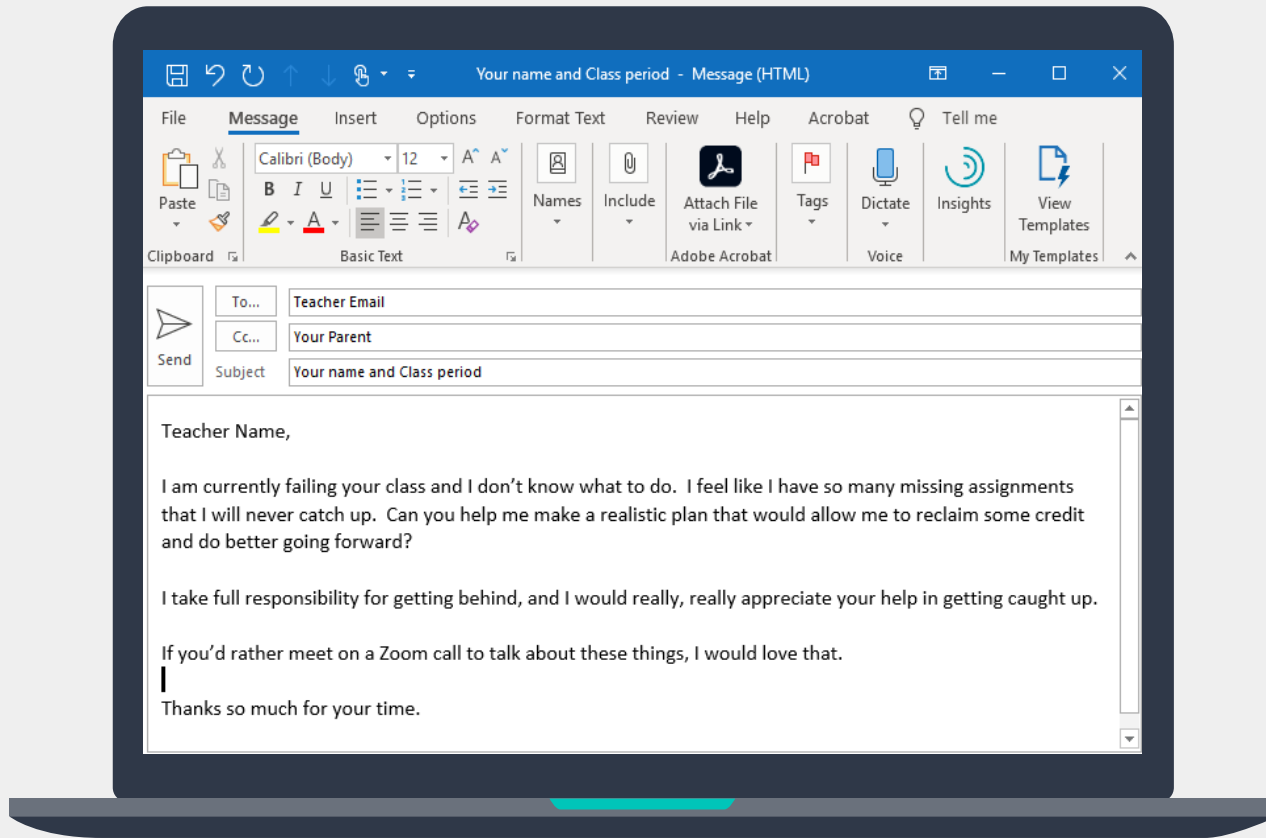 Your name and Class period - Message (HTML)
File Message Insert Options Format Text Review Help Acrobat Tell me
Calibri (Body) 12 A A
B I U
A A
Paste
Names
Include
Attach File
via Link
Tags
Dictate
Insights
View
Templates
Clipboard
Basic Text
Adobe Acrobat
Voice
My Templates
Send
To...
Teacher Email
Cc...
Your Parent
Subject
Your name and Class period
Teacher Name,
I am currently failing your class and I don’t know what to do.  I feel like I have so many missing assignments
that I will never catch up.  Can you help me make a realistic plan that would allow me to reclaim some credit
and do better going forward?
I take full responsibility for getting behind, and I would really, really appreciate your help in getting caught up.
If you’d rather meet on a Zoom call to talk about these things, I would love that.
Thanks so much for your time.